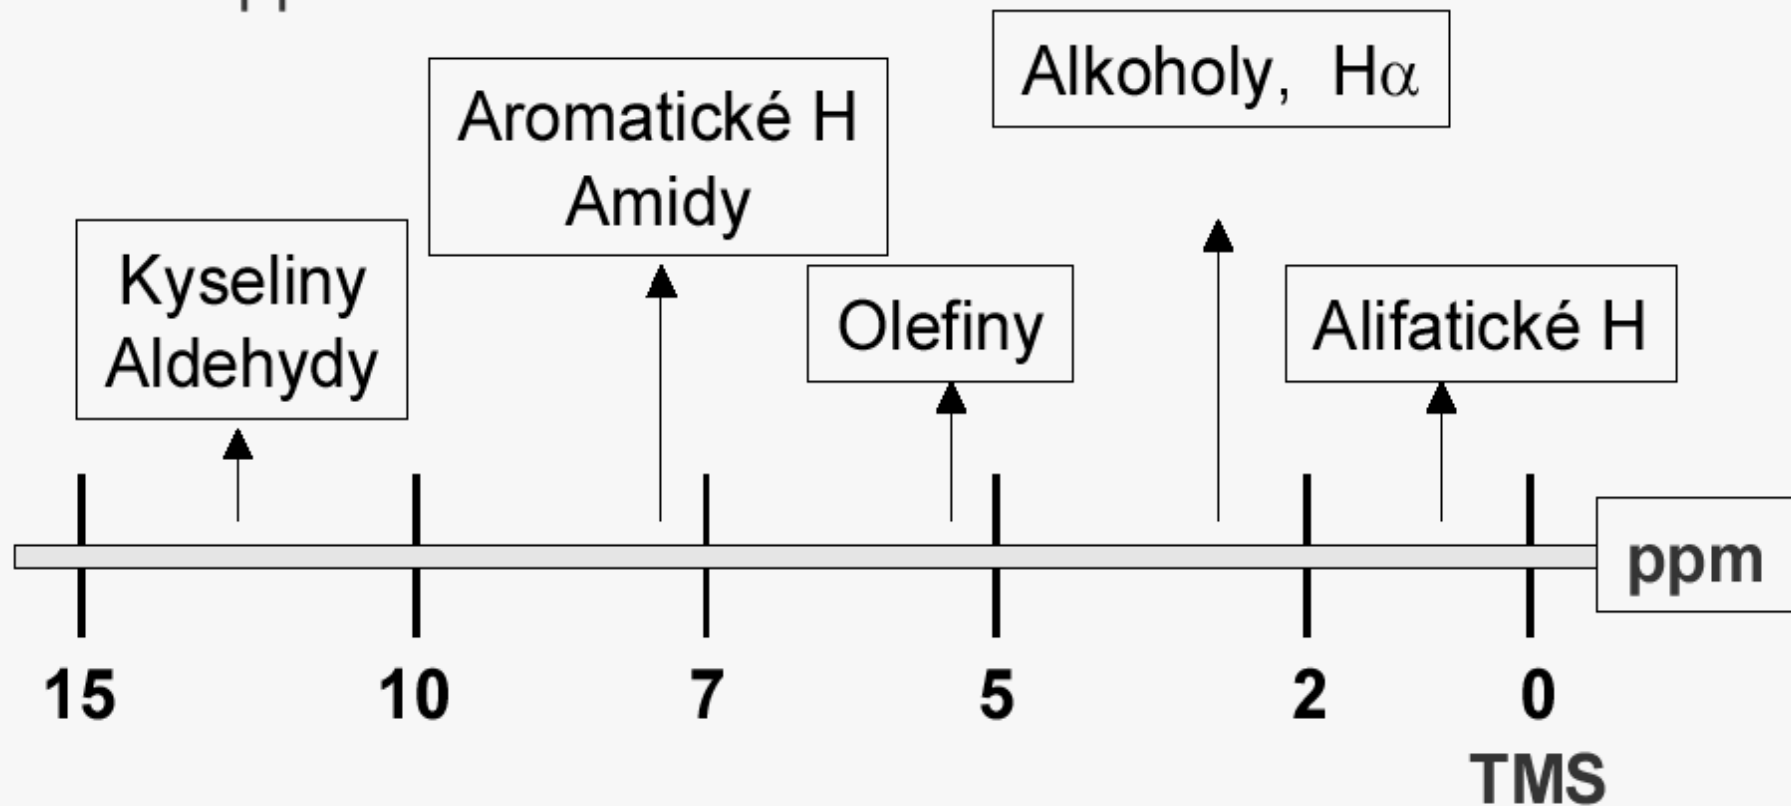 Alkoholy, Hα
Aromatické H
Amidy
Kyseliny
Aldehydy
Olefiny
Alifatické H
ppm
15 10 7 5 2 0
TMS